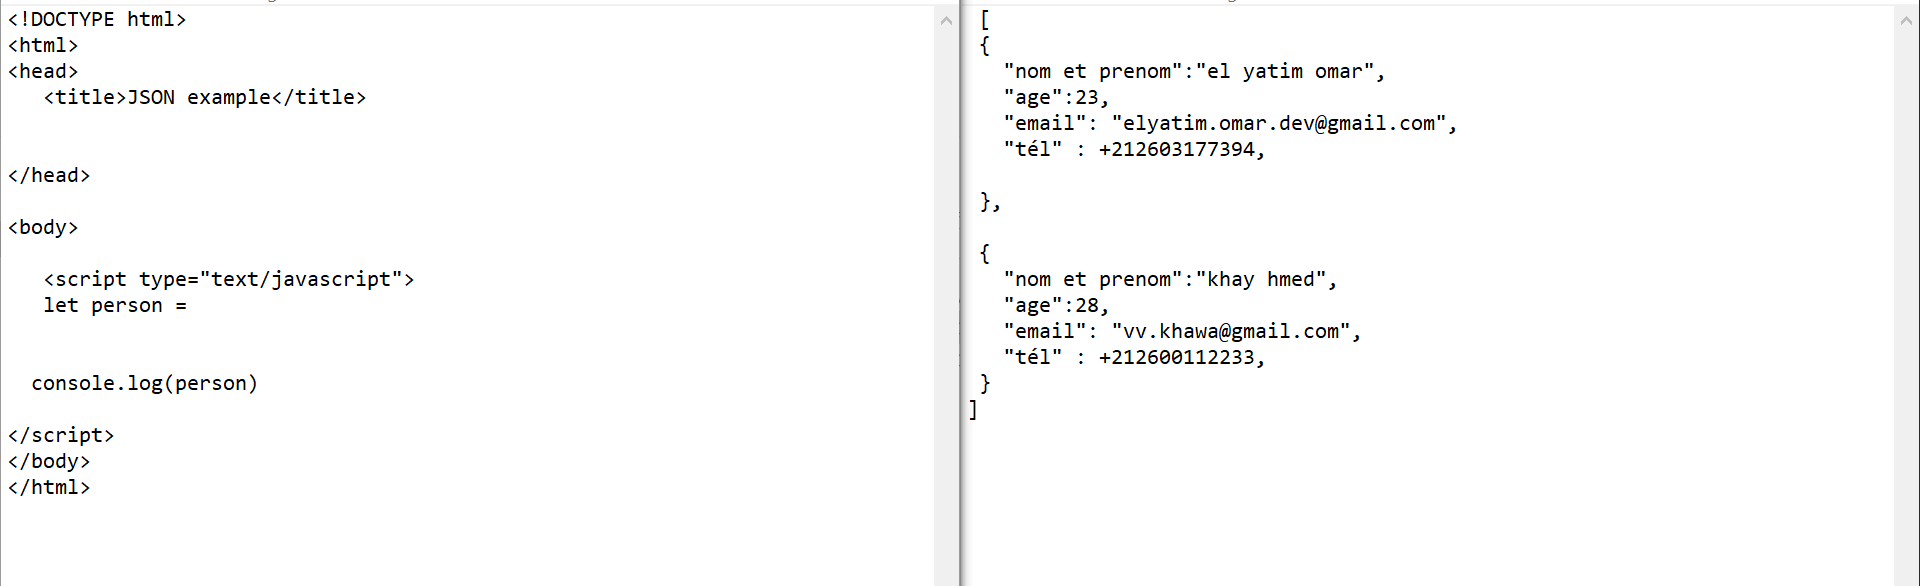 <!DOCTYPE html>
<html>
<head>
<title>JSON example</title>
</head>
<body>
<script type="text/javascript">
let person =
console.log(person)
</script>
</body>
</html>
[
{
"nom et prenom":"el yatim omar",
"age":23,
"email": "elyatim.omar.dev@gmail.com",
"tél" : +212603177394,
},
{
"nom et prenom":"khay hmed",
"age":28,
"email": "vv.khawa@gmail.com",
"tél" : +212600112233,
}
]